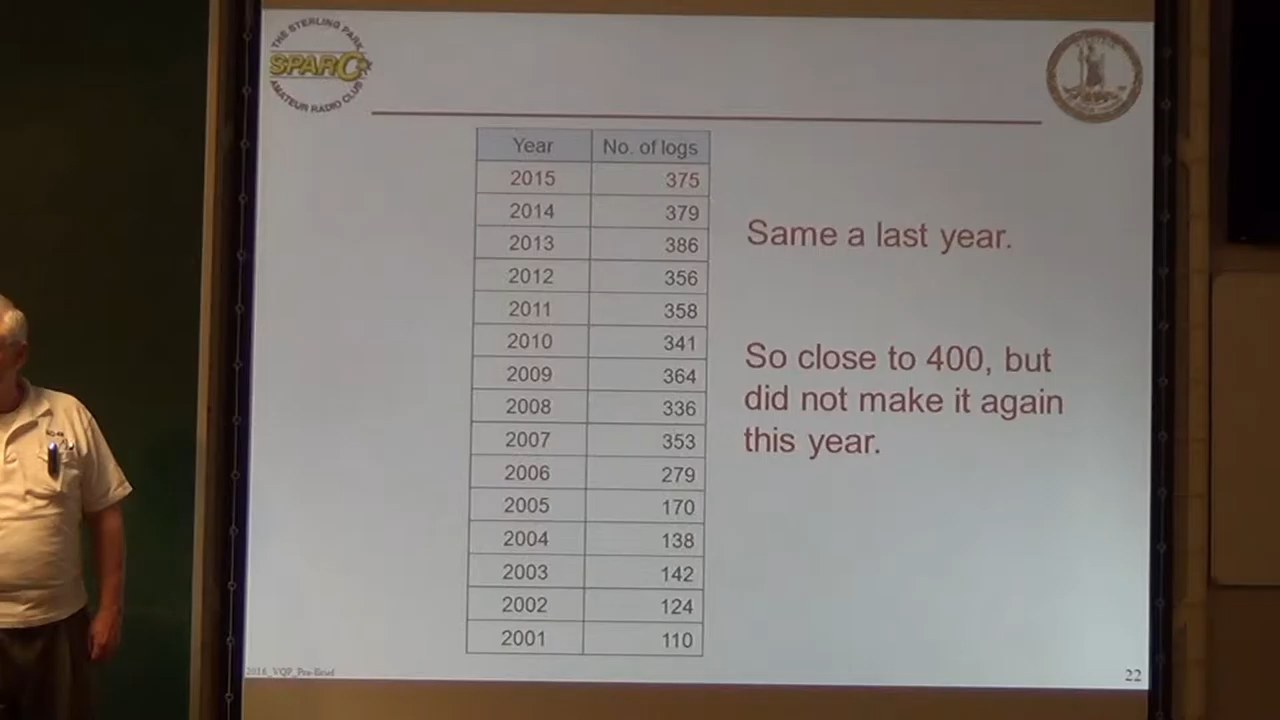 THE STERLING PARK
SPARC
AMATEUR RADIO CLUB
Year No. of logs
2015 375
2014 379
2013 386
2012 356
2011 358
2010 341
2009 364
2008 336
2007 353
2006 279
2005 170
2004 138
2003 142
2002 124
2001 110
Same a last year.
So close to 400, but
did not make it again
this year.
2016_VQP_Pre-Brief
22